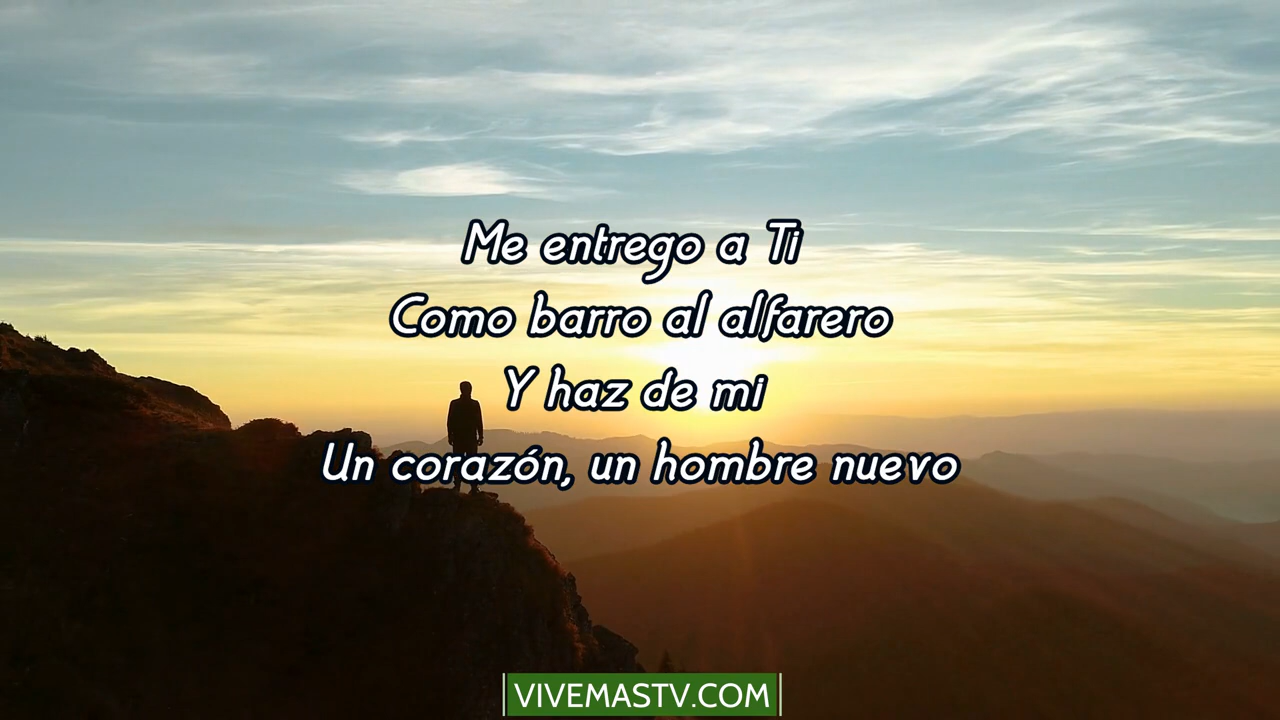 Me entrego a Ti
Como barro al alfarero
Y haz de mi
Un corazón, un hombre nuevo
VIVEMASTV.COM